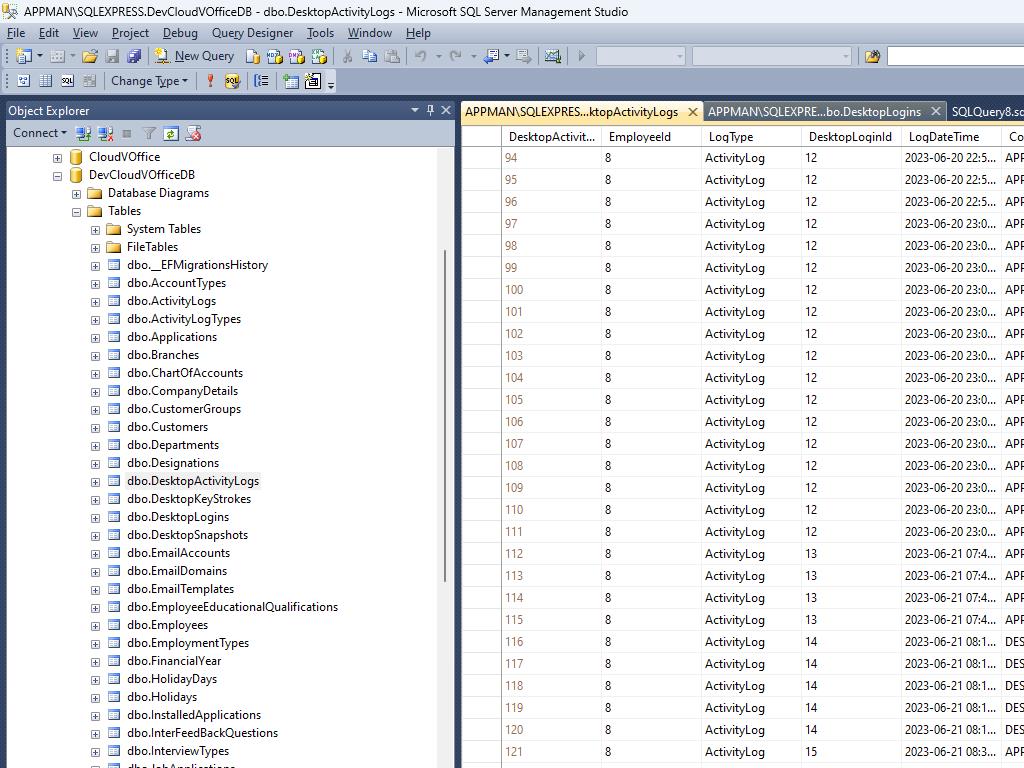 APPMAN\SQLEXPRESS.DevCloudVOfficeDB - dbo.DesktopActivityLogs - Microsoft SQL Server Management Studio
File Edit View Project Debug Query Designer Tools Window Help
New Query
Change Type
Object Explorer
Connect
CloudVOffice
DevCloudVOfficeDB
Database Diagrams
Tables
System Tables
FileTables
dbo.__EFMigrationsHistory
dbo.AccountTypes
dbo.ActivityLogs
dbo.ActivityLogTypes
dbo.Applications
dbo.Branches
dbo.ChartOfAccounts
dbo.CompanyDetails
dbo.CustomerGroups
dbo.Customers
dbo.Departments
dbo.Designations
dbo.DesktopActivityLogs
dbo.DesktopKeyStrokes
dbo.DesktopLogins
dbo.DesktopSnapshots
dbo.EmailAccounts
dbo.EmailDomains
dbo.EmailTemplates
dbo.EmployeeEducationalQualifications
dbo.Employees
dbo.EmploymentTypes
dbo.FinancialYear
dbo.HolidayDays
dbo.Holidays
dbo.InstalledApplications
dbo.InterFeedBackQuestions
dbo.InterviewTypes
dbo.JobApplications
APPMAN\SQLEXPRES...ktopActivityLogs APPMAN\SQLEXPRE...bo.DesktopLogins SQLQuery8.sq
DesktopActivit... EmployeeId LogType DesktopLoginId LogDateTime Co
94 8 ActivityLog 12 2023-06-20 22:5... APP
95 8 ActivityLog 12 2023-06-20 22:5... APP
96 8 ActivityLog 12 2023-06-20 22:5... APP
97 8 ActivityLog 12 2023-06-20 23:0... APP
98 8 ActivityLog 12 2023-06-20 23:0... APP
99 8 ActivityLog 12 2023-06-20 23:0... APP
100 8 ActivityLog 12 2023-06-20 23:0... APP
101 8 ActivityLog 12 2023-06-20 23:0... APP
102 8 ActivityLog 12 2023-06-20 23:0... APP
103 8 ActivityLog 12 2023-06-20 23:0... APP
104 8 ActivityLog 12 2023-06-20 23:0... APP
105 8 ActivityLog 12 2023-06-20 23:0... APP
106 8 ActivityLog 12 2023-06-20 23:0... APP
107 8 ActivityLog 12 2023-06-20 23:0... APP
108 8 ActivityLog 12 2023-06-20 23:0... APP
109 8 ActivityLog 12 2023-06-20 23:0... APP
110 8 ActivityLog 12 2023-06-20 23:0... APP
111 8 ActivityLog 12 2023-06-20 23:0... APP
112 8 ActivityLog 13 2023-06-21 07:4... APP
113 8 ActivityLog 13 2023-06-21 07:4... APP
114 8 ActivityLog 13 2023-06-21 07:4... APP
115 8 ActivityLog 13 2023-06-21 07:4... APP
116 8 ActivityLog 14 2023-06-21 08:1... DES
117 8 ActivityLog 14 2023-06-21 08:1... DES
118 8 ActivityLog 14 2023-06-21 08:1... DES
119 8 ActivityLog 14 2023-06-21 08:1... DES
120 8 ActivityLog 14 2023-06-21 08:1... DES
121 8 ActivityLog 15 2023-06-21 08:3... APP